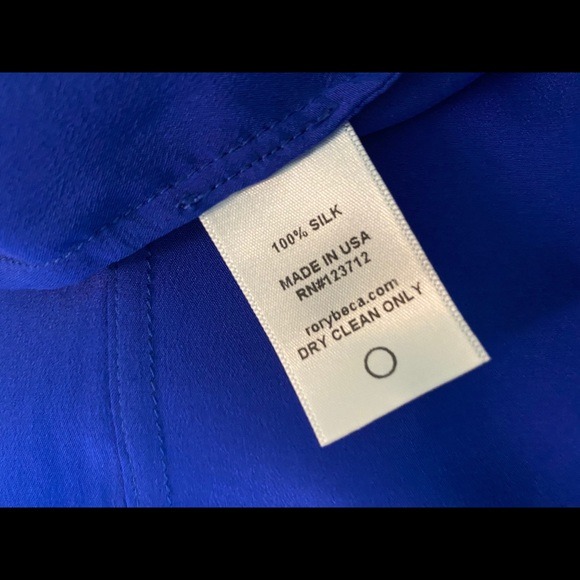 100% SILK
MADE IN USA
RN#123712
rorybeca.com
DRY CLEAN ONLY